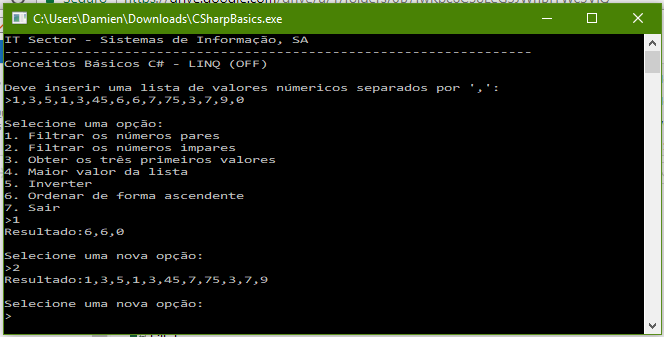 C:\Users\Damien\Downloads\CSharpBasics.exe
IT Sector - Sistemas de Informação, SA
------------------------------------------------------------------
Conceitos Básicos C# - LINQ (OFF)
Deve inserir uma lista de valores númericos separados por ',':
>1,3,5,1,3,45,6,6,7,75,3,7,9,0
Selecione uma opção:
1. Filtrar os números pares
2. Filtrar os números impares
3. Obter os três primeiros valores
4. Maior valor da lista
5. Inverter
6. Ordenar de forma ascendente
7. Sair
>1
Resultado:6,6,0
Selecione uma nova opção:
>2
Resultado:1,3,5,1,3,45,7,75,3,7,9
Selecione uma nova opção:
>